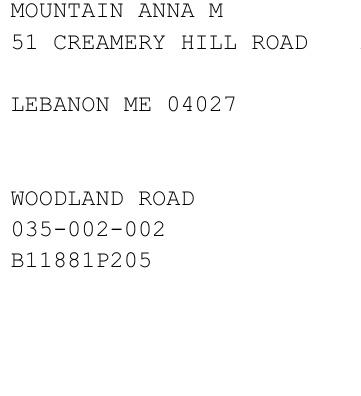 MOUNTAIN ANNA M
51 CREAMERY HILL ROAD
LEBANON ME 04027
WOODLAND ROAD
035-002-002
B11881P205